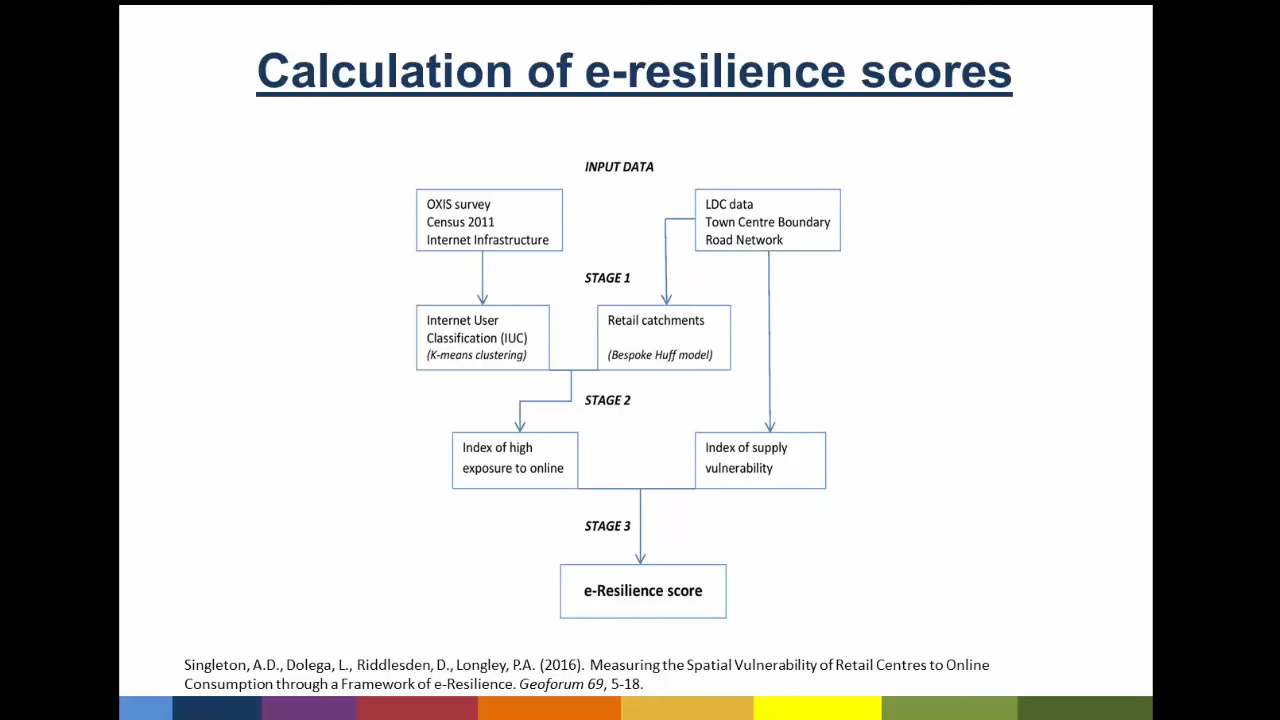 Calculation of e-resilience scores
INPUT DATA
OXIS survey
Census 2011
Internet Infrastructure
LDC data
Town Centre Boundary
Road Network
STAGE 1
Internet User
Classification (IUC)
(K-means clustering)
Retail catchments
(Bespoke Huff model)
STAGE 2
Index of high
exposure to online
Index of supply
vulnerability
STAGE 3
e-Resilience score
Singleton, A.D., Dolega, L., Riddlesden, D., Longley, P.A. (2016). Measuring the Spatial Vulnerability of Retail Centres to Online
Consumption through a Framework of e-Resilience. Geoforum 69, 5-18.